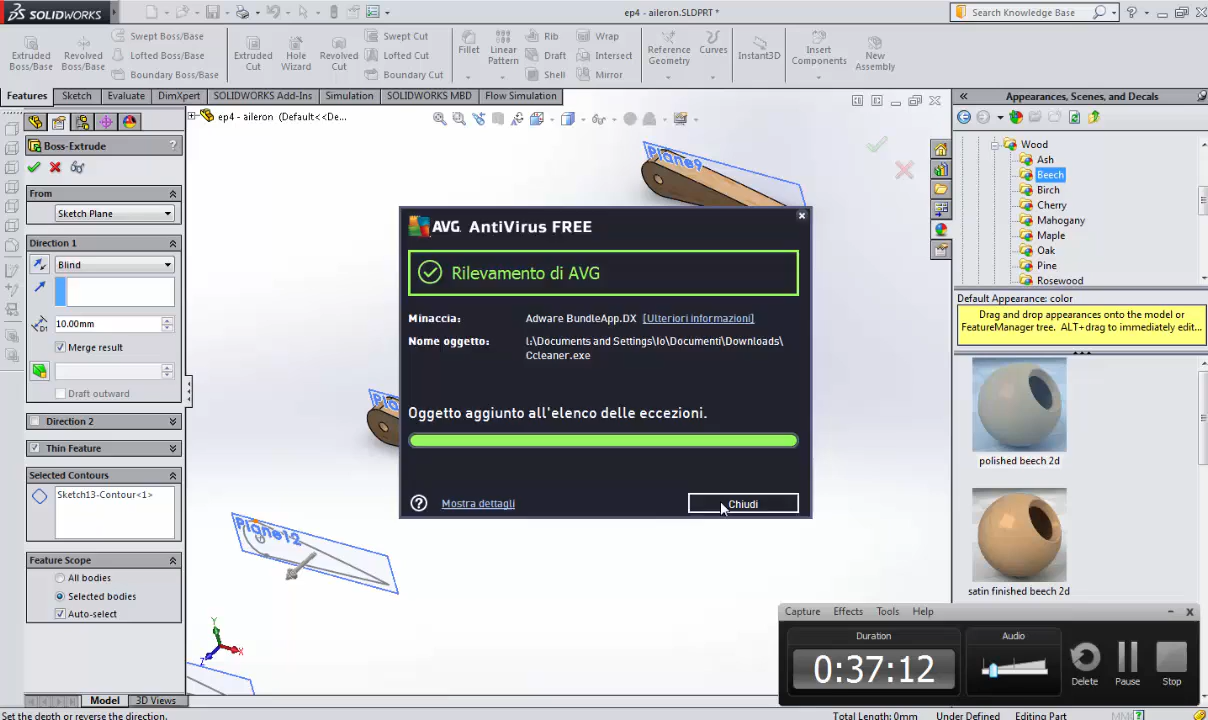 SOLIDWORKS
ep4 - aileron.SLDPRT *
Search Knowledge Base
Extruded Boss/Base
Revolved Boss/Base
Swept Boss/Base
Lofted Boss/Base
Boundary Boss/Base
Extruded Cut
Hole Wizard
Revolved Cut
Swept Cut
Lofted Cut
Boundary Cut
Fillet
Linear Pattern
Rib
Draft
Shell
Wrap
Intersect
Mirror
Reference Geometry
Curves
Instant3D
Insert Components
New Assembly
Features
Sketch
Evaluate
DimXpert
SOLIDWORKS Add-Ins
Simulation
SOLIDWORKS MBD
Flow Simulation
ep4 - aileron (Default<<De...
Boss-Extrude
?
From
Sketch Plane
Direction 1
Blind
10.00mm
Merge result
Draft outward
Direction 2
Thin Feature
Selected Contours
Sketch13-Contour<1>
Feature Scope
All bodies
Selected bodies
Auto-select
Plane9
Pla
Plane12
Y
X
Z
AVG. AntiVirus FREE
Rilevamento di AVG
Minaccia: Adware BundleApp.DX [Ulteriori informazioni]
Nome oggetto: I:\Documents and Settings\Io\Documenti\Downloads\
Ccleaner.exe
Oggetto aggiunto all'elenco delle eccezioni.
Mostra dettagli
Chiudi
Appearances, Scenes, and Decals
Wood
Ash
Beech
Birch
Cherry
Mahogany
Maple
Oak
Pine
Rosewood
Default Appearance: color
Drag and drop appearances onto the model or
FeatureManager tree. ALT+drag to immediately edit...
polished beech 2d
satin finished beech 2d
Capture Effects Tools Help
Duration
0:37:12
Audio
Delete
Pause
Stop
Model
3D Views
Set the depth or reverse the direction.
Total Length: 0mm
Under Defined
Editing Part